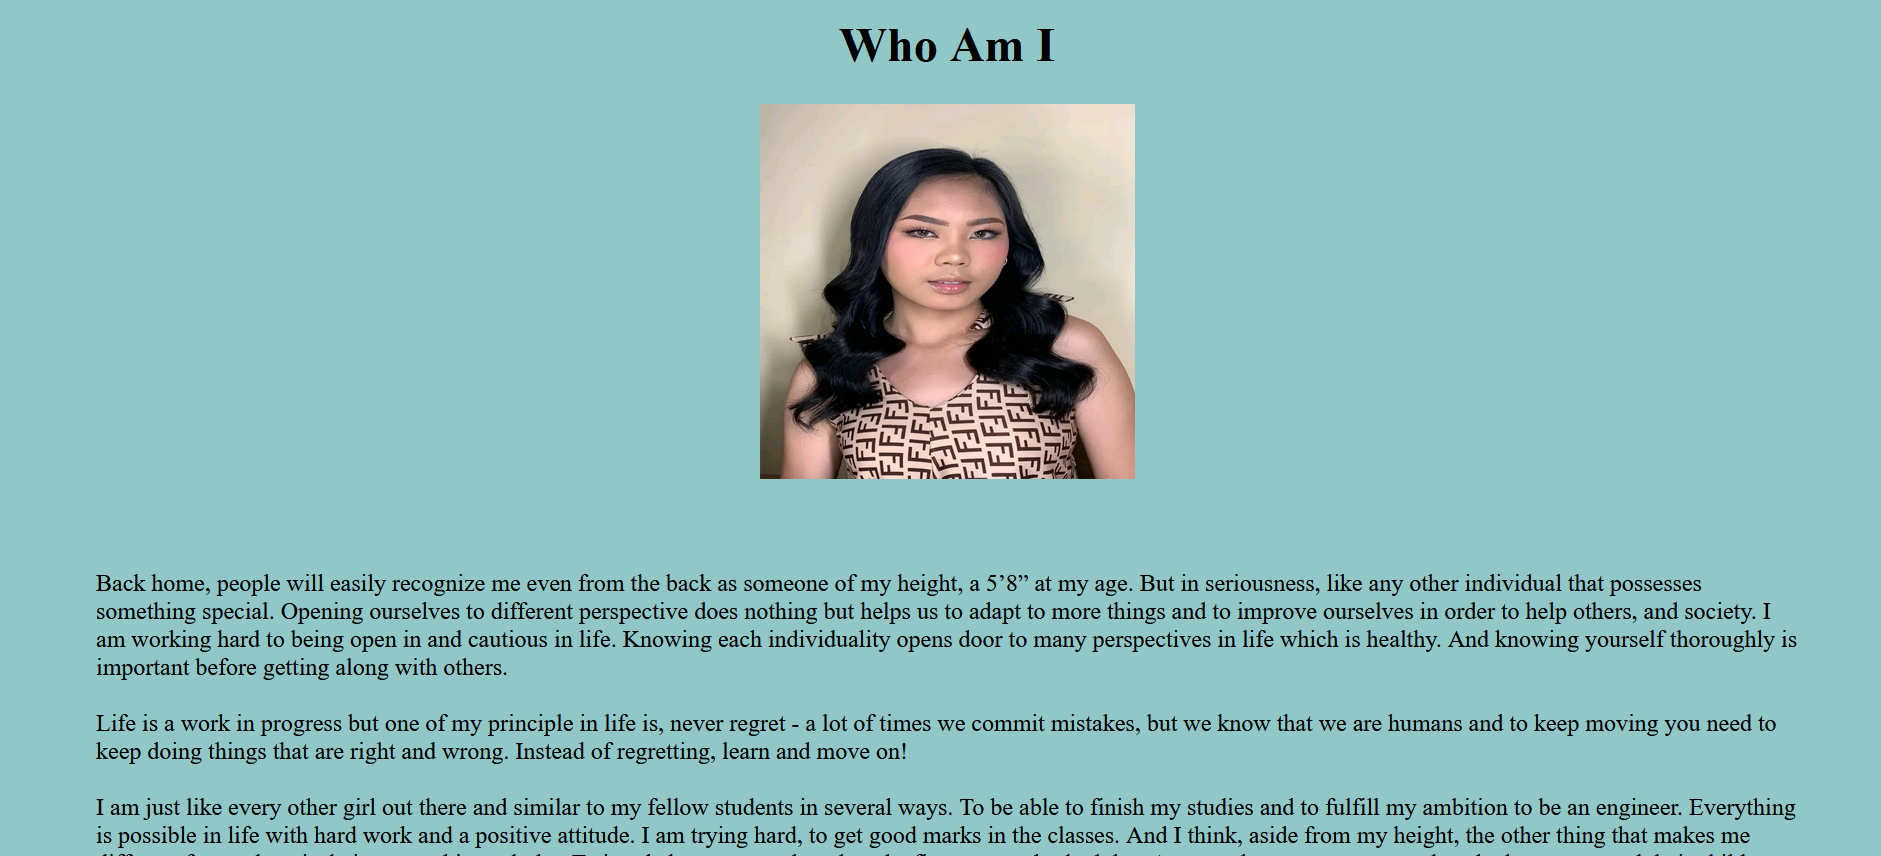 Who Am I
Back home, people will easily recognize me even from the back as someone of my height, a 5’8” at my age. But in seriousness, like any other individual that possesses
something special. Opening ourselves to different perspective does nothing but helps us to adapt to more things and to improve ourselves in order to help others, and society. I
am working hard to being open in and cautious in life. Knowing each individuality opens door to many perspectives in life which is healthy. And knowing yourself thoroughly is
important before getting along with others.
Life is a work in progress but one of my principle in life is, never regret - a lot of times we commit mistakes, but we know that we are humans and to keep moving you need to
keep doing things that are right and wrong. Instead of regretting, learn and move on!
I am just like every other girl out there and similar to my fellow students in several ways. To be able to finish my studies and to fulfill my ambition to be an engineer. Everything
is possible in life with hard work and a positive attitude. I am trying hard, to get good marks in the classes. And I think, aside from my height, the other thing that makes me